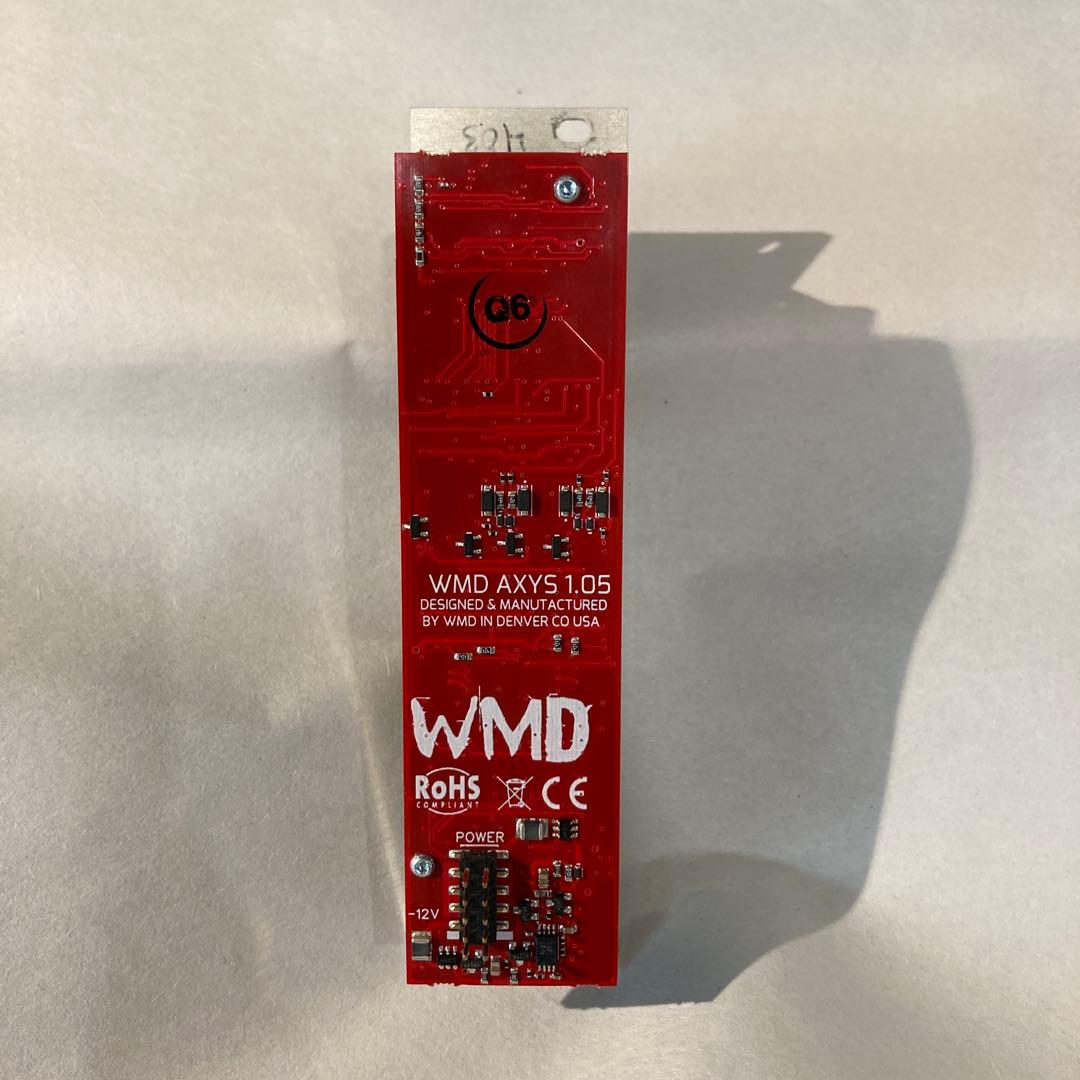 Q6
WMD AXYS 1.05
DESIGNED & MANUTACTURED
BY WMD IN DENVER CO USA
WMD
RoHS
COMPLIANT
CE
POWER
-12V